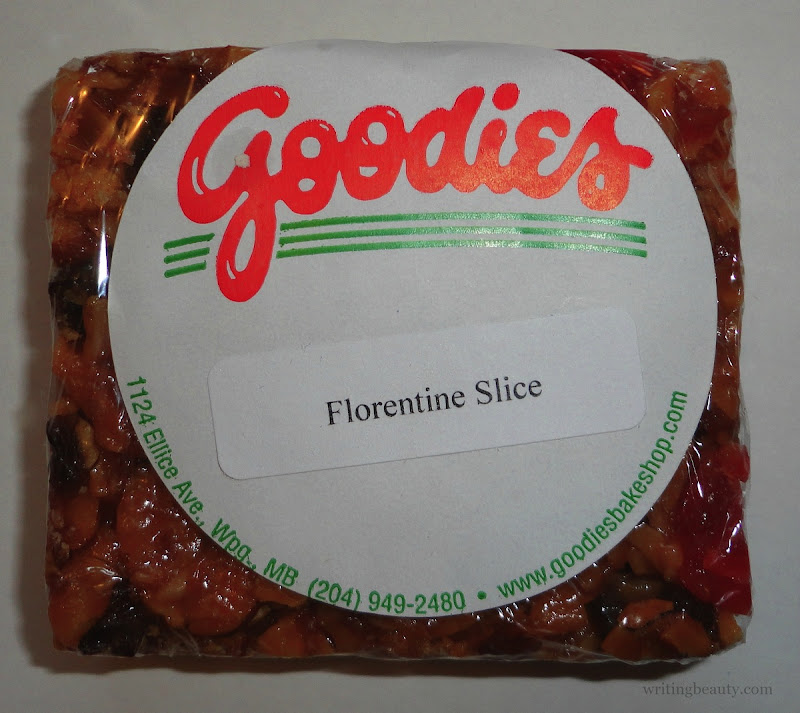 Goodies
Florentine Slice
1124 Ellice Ave., Wpg., MB (204) 949-2480 • www.goodiesbakeshop.com
writingbeauty.com